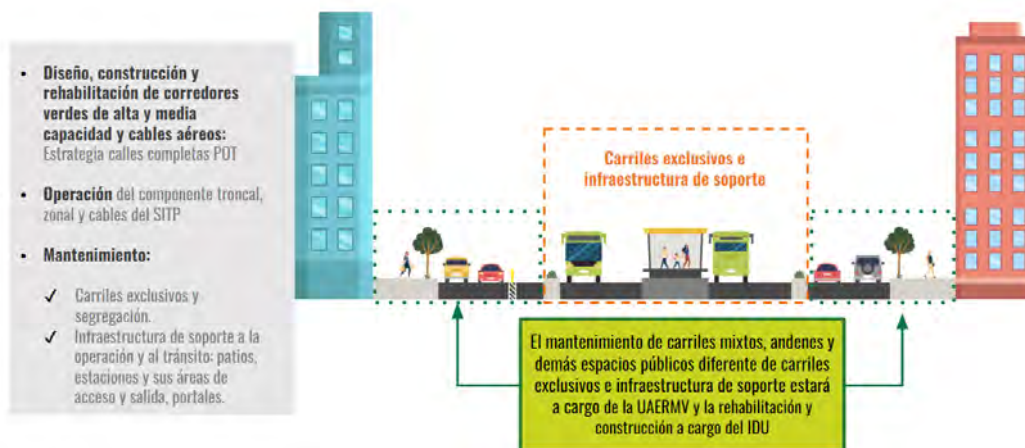 • Diseño, construcción y
rehabilitación de corredores
verdes de alta y media
capacidad y cables aéreos:
Estrategia calles completas POT
• Operación del componente troncal,
zonal y cables del SITP
• Mantenimiento:
✓ Carriles exclusivos y
segregación.
✓ Infraestructura de soporte a la
operación y al tránsito: patios,
estaciones y sus áreas de
acceso y salida, portales.
Carriles exclusivos e
infraestructura de soporte
El mantenimiento de carriles mixtos, andenes y
demás espacios públicos diferente de carriles
exclusivos e infraestructura de soporte estará
a cargo de la UAERMV y la rehabilitación y
construcción a cargo del IDU